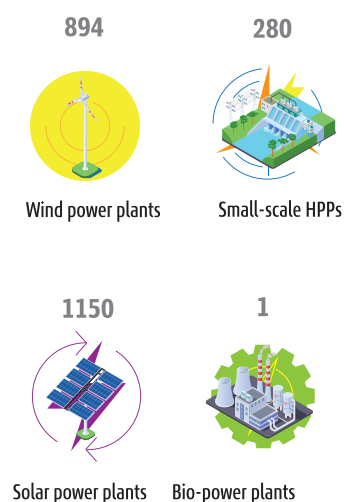 894
280
Wind power plants
Small-scale HPPs
1150
1
Solar power plants
Bio-power plants